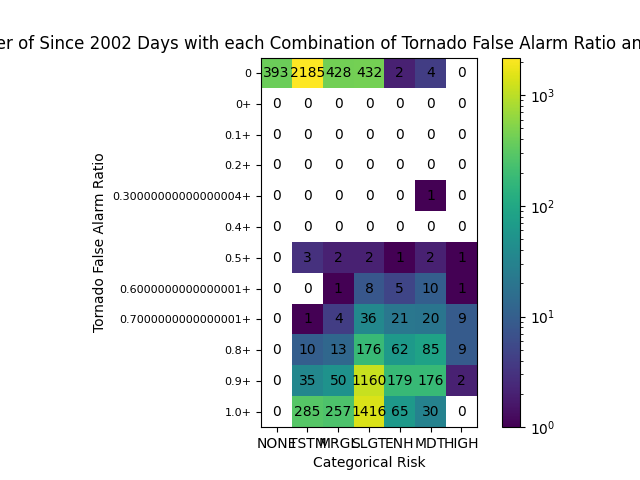 er of Since 2002 Days with each Combination of Tornado False Alarm Ratio an
Tornado False Alarm Ratio
0 393 2185 428 432 2 4 0
0+ 0 0 0 0 0 0 0
0.1+ 0 0 0 0 0 0 0
0.2+ 0 0 0 0 0 0 0
0.30000000000000004+ 0 0 0 0 0 1 0
0.4+ 0 0 0 0 0 0 0
0.5+ 0 3 2 2 1 2 1
0.6000000000000001+ 0 0 1 8 5 10 1
0.7000000000000001+ 0 1 4 36 21 20 9
0.8+ 0 10 13 176 62 85 9
0.9+ 0 35 50 1160 179 176 2
1.0+ 0 285 257 1416 65 30 0
NONE TSTM MRGL SLGT ENH MDT HIGH
Categorical Risk
10³
10²
10¹
10⁰